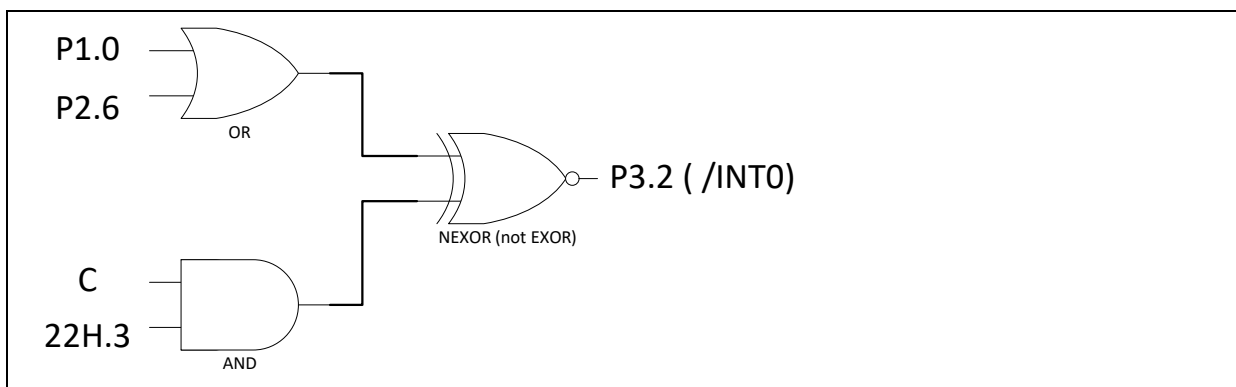 P1.0
P2.6
OR
P3.2 ( /INT0)
NEXOR (not EXOR)
C
22H.3
AND